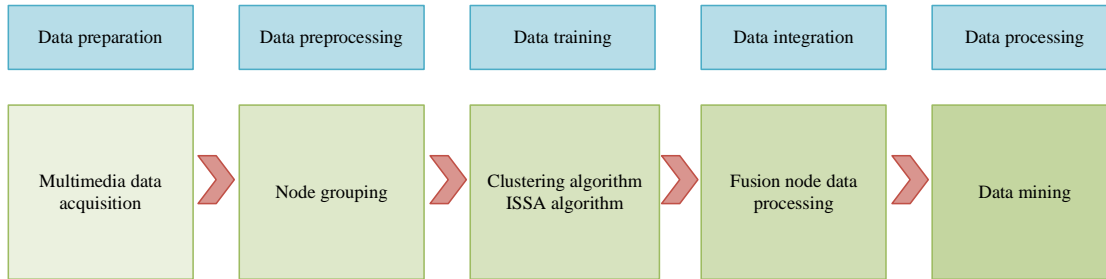 Data preparation
Data preprocessing
Data training
Data integration
Data processing
Multimedia data
acquisition
Node grouping
Clustering algorithm
ISSA algorithm
Fusion node data
processing
Data mining